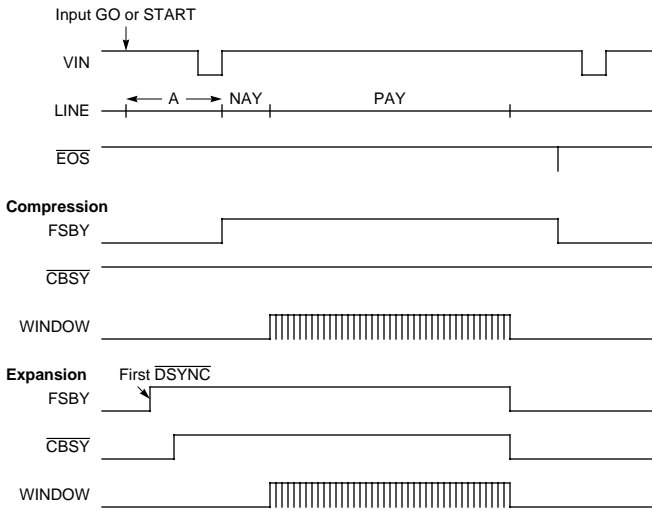 Input GO or START
VIN
LINE A NAY PAY
EOS
Compression
FSBY
CBSY
WINDOW
Expansion First DSYNC
FSBY
CBSY
WINDOW